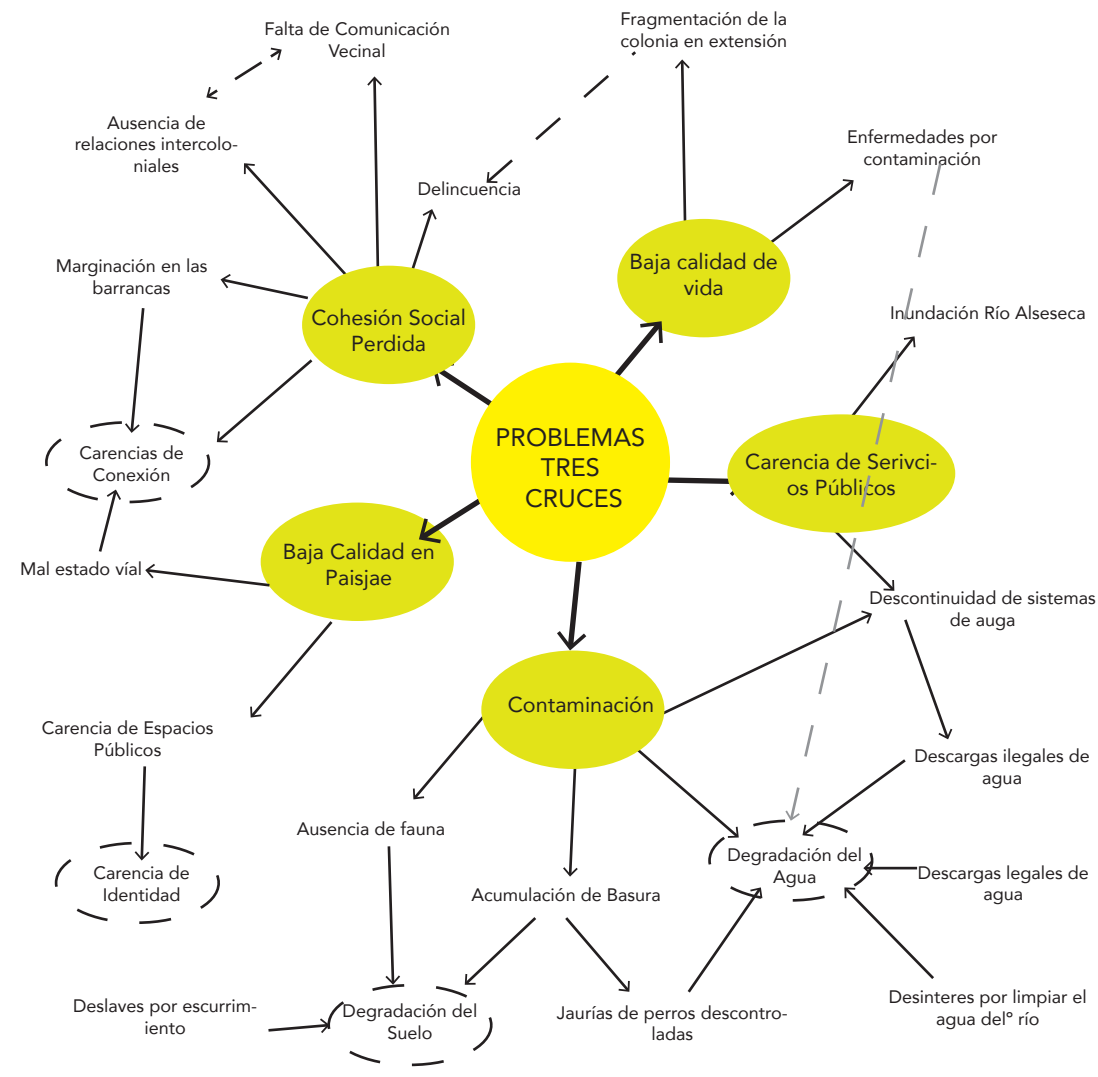 Fragmentación de la
colonia en extensión
Falta de Comunicación
Vecinal
Ausencia de
relaciones intercolo-
niales
Enfermedades por
contaminación
Delincuencia
Marginación en las
barrancas
Baja calidad de
vida
Cohesión Social
Perdida
Inundación Río Alseseca
PROBLEMAS
TRES
CRUCES
Carencias de
Conexión
Carencia de Serivci-
os Públicos
Baja Calidad en
Paisjae
Mal estado víal
Descontinuidad de sistemas
de auga
Contaminación
Carencia de Espacios
Públicos
Descargas ilegales de
agua
Ausencia de fauna
Degradación del
Agua
Carencia de
Identidad
Descargas legales de
agua
Acumulación de Basura
Deslaves por escurrim-
iento
Degradación del
Suelo
Jaurías de perros descontro-
ladas
Desinteres por limpiar el
agua delº río